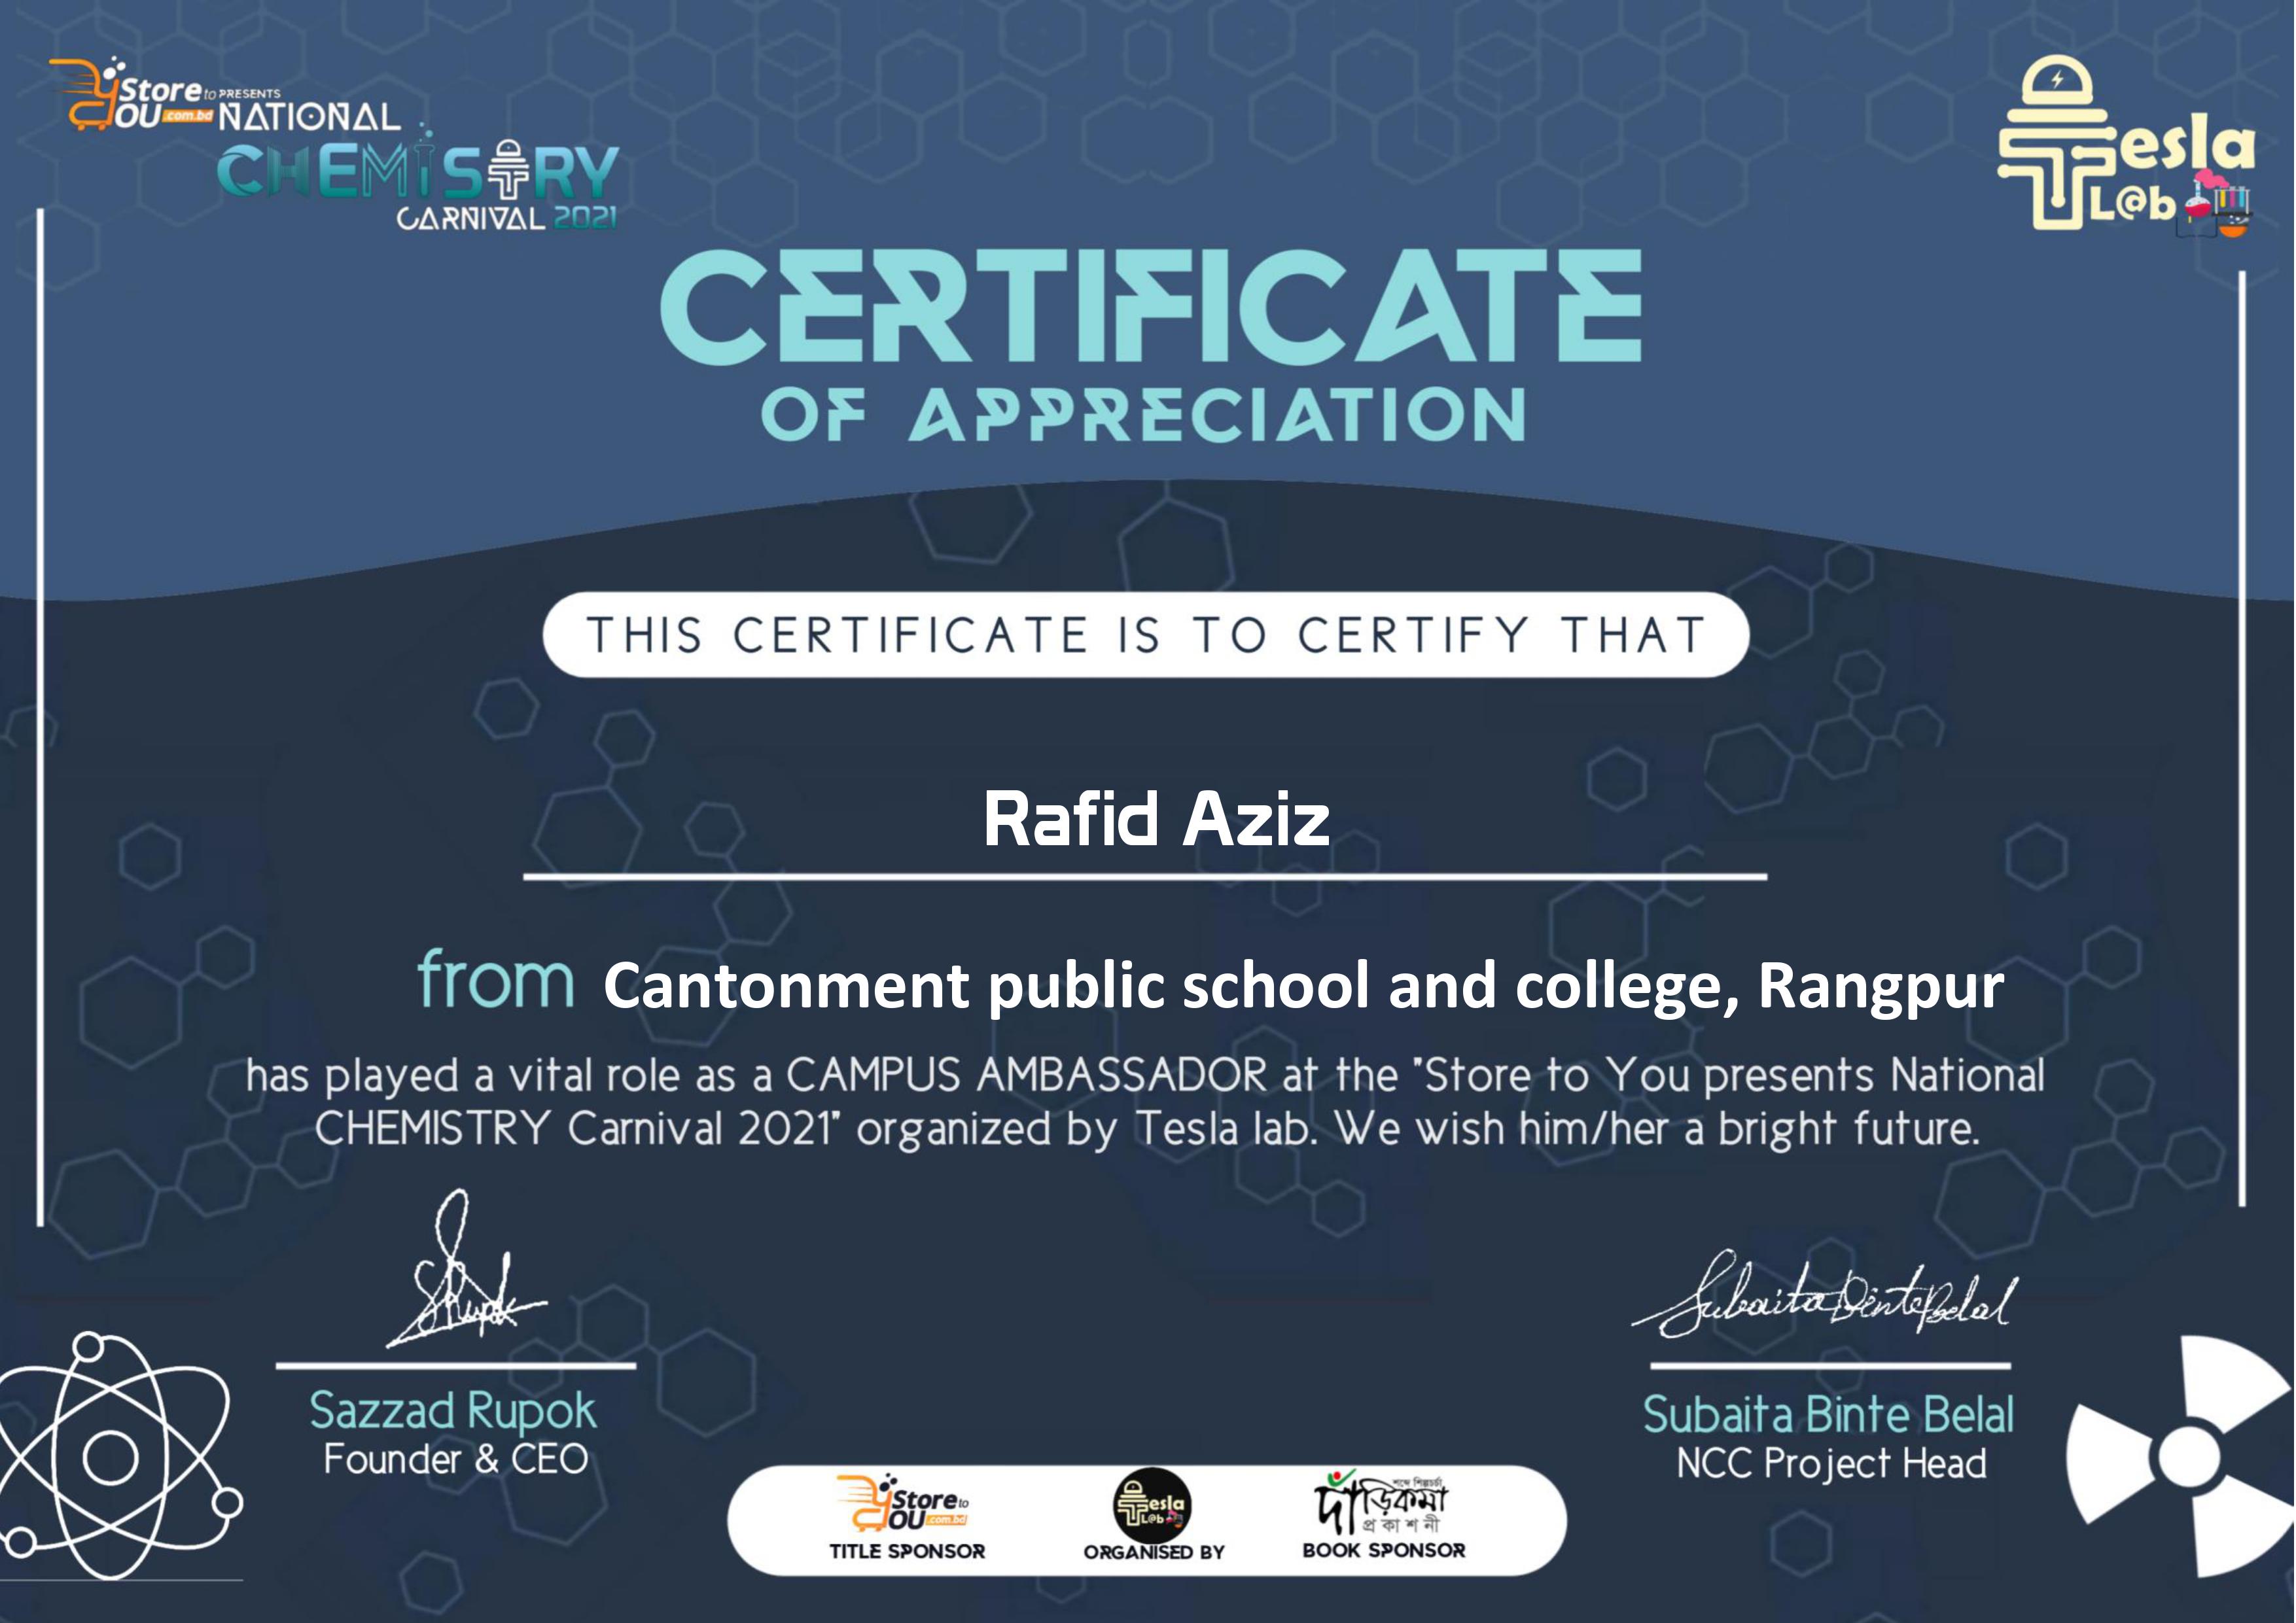 Store to PRESENTS
YOU .com.bd NATIONAL
CHEMISTRY
CARNIVAL 2021
Tesla
L@b
CERTIFICATE
OF APPRECIATION
THIS CERTIFICATE IS TO CERTIFY THAT
Rafid Aziz
from Cantonment public school and college, Rangpur
has played a vital role as a CAMPUS AMBASSADOR at the "Store to You presents National
CHEMISTRY Carnival 2021" organized by Tesla lab. We wish him/her a bright future.
Subaita Binte Belal
Sazzad Rupok
Founder & CEO
Subaita Binte Belal
NCC Project Head
Store to
YOU .com.bd
TITLE SPONSOR
Tesla
L@b
ORGANISED BY
শব্দে শিল্পচর্চা
দাঁড়িকমা
প্রকাশনী
BOOK SPONSOR